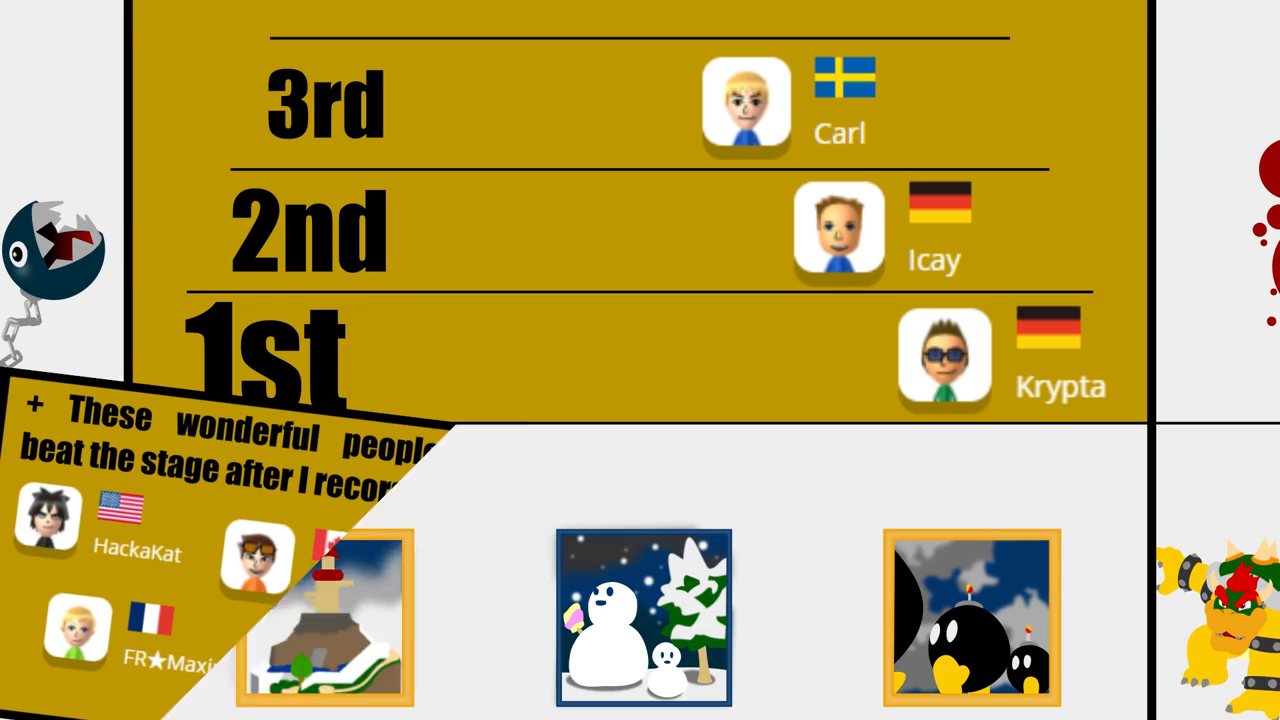 3rd
Carl
2nd
Icay
1st
Krypta
+ These wonderful
beat the stage after I
HackaKat